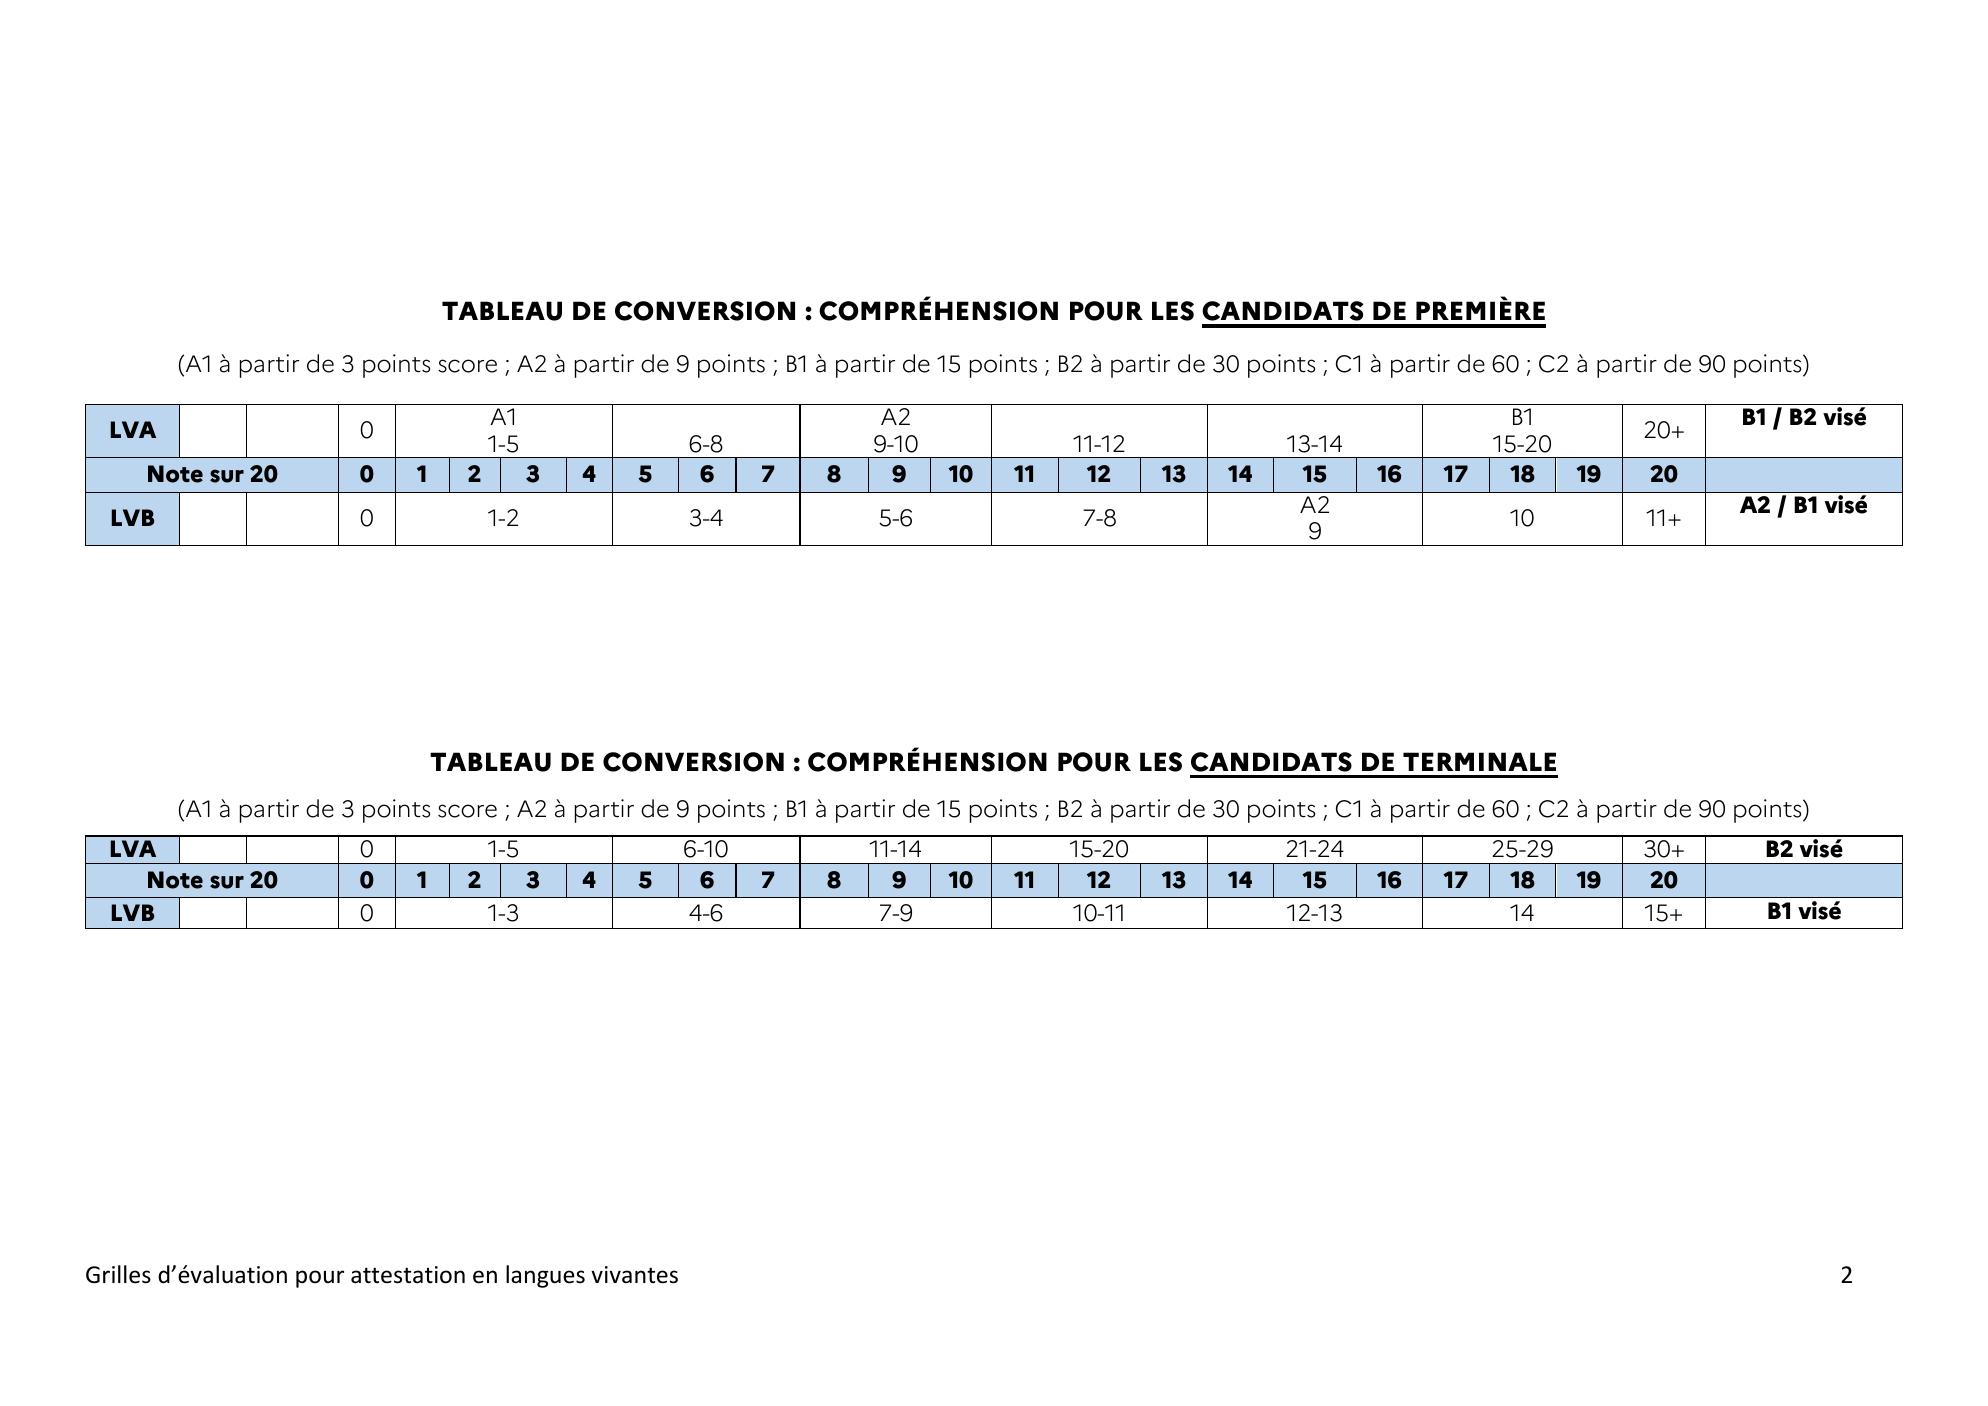 TABLEAU DE CONVERSION : COMPRÉHENSION POUR LES CANDIDATS DE PREMIÈRE
(A1 à partir de 3 points score ; A2 à partir de 9 points ; B1 à partir de 15 points ; B2 à partir de 30 points ; C1 à partir de 60 ; C2 à partir de 90 points)
LVA 0 A1 1-5 6-8 A2 9-10 11-12 13-14 B1 15-20 20+ B1 / B2 visé
Note sur 20 0 1 2 3 4 5 6 7 8 9 10 11 12 13 14 15 16 17 18 19 20
LVB 0 1-2 3-4 5-6 7-8 A2 9 10 11+ A2 / B1 visé
TABLEAU DE CONVERSION : COMPRÉHENSION POUR LES CANDIDATS DE TERMINALE
(A1 à partir de 3 points score ; A2 à partir de 9 points ; B1 à partir de 15 points ; B2 à partir de 30 points ; C1 à partir de 60 ; C2 à partir de 90 points)
LVA 0 1-5 6-10 11-14 15-20 21-24 25-29 30+ B2 visé
Note sur 20 0 1 2 3 4 5 6 7 8 9 10 11 12 13 14 15 16 17 18 19 20
LVB 0 1-3 4-6 7-9 10-11 12-13 14 15+ B1 visé
Grilles d’évaluation pour attestation en langues vivantes 2